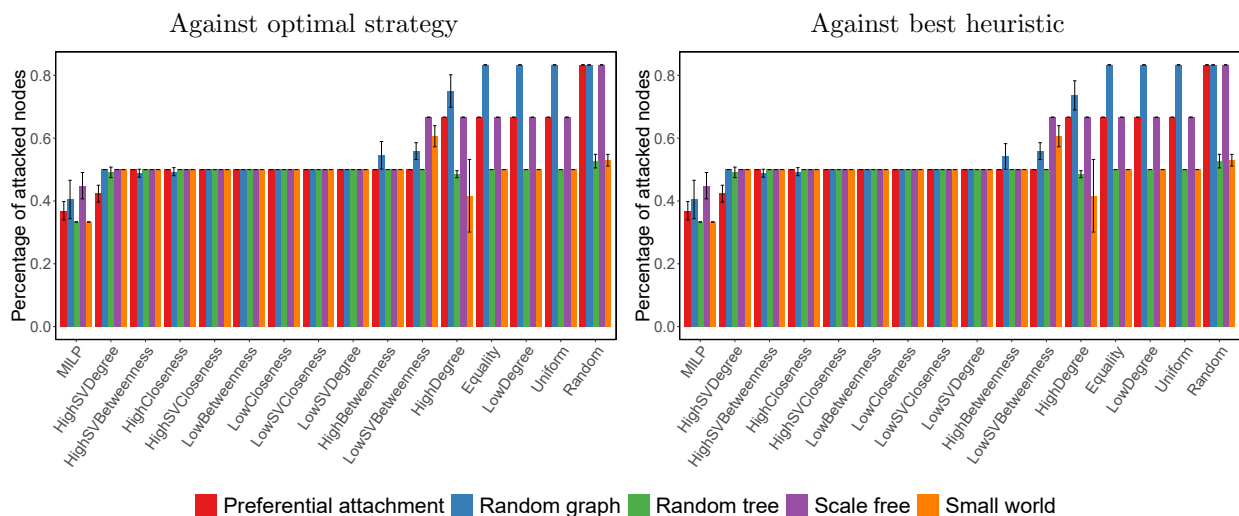 Against optimal strategy
Percentage of attacked nodes
0.8
0.6
0.4
0.2
0.0
MILP
HighSVDegree
HighSVBetweenness
HighCloseness
HighSVCloseness
LowBetweenness
LowCloseness
LowSVCloseness
LowSVDegree
HighBetweenness
LowSVBetweenness
HighDegree
Equality
LowDegree
Uniform
Random
Against best heuristic
Percentage of attacked nodes
0.8
0.6
0.4
0.2
0.0
MILP
HighSVDegree
HighSVBetweenness
HighCloseness
HighSVCloseness
LowBetweenness
LowCloseness
LowSVCloseness
LowSVDegree
HighBetweenness
LowSVBetweenness
HighDegree
Equality
LowDegree
Uniform
Random
Preferential attachment Random graph Random tree Scale free Small world